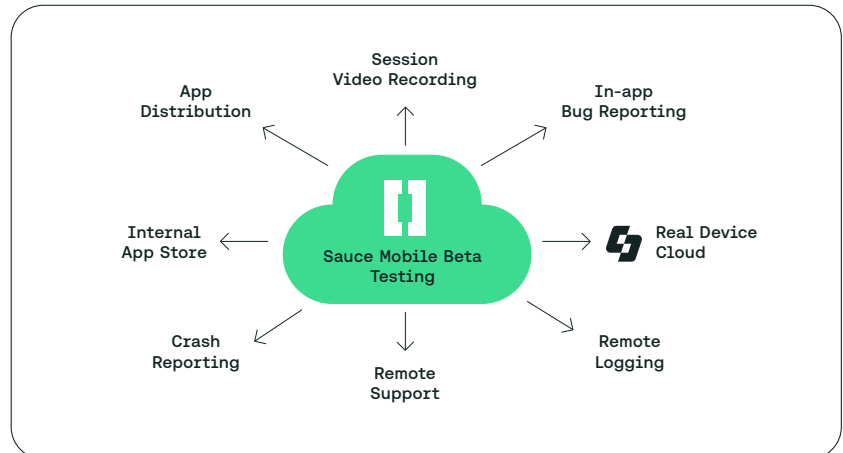 Session
Video Recording
App
Distribution
In-app
Bug Reporting
Internal
App Store
Sauce Mobile Beta
Testing
Real Device
Cloud
Crash
Reporting
Remote
Support
Remote
Logging